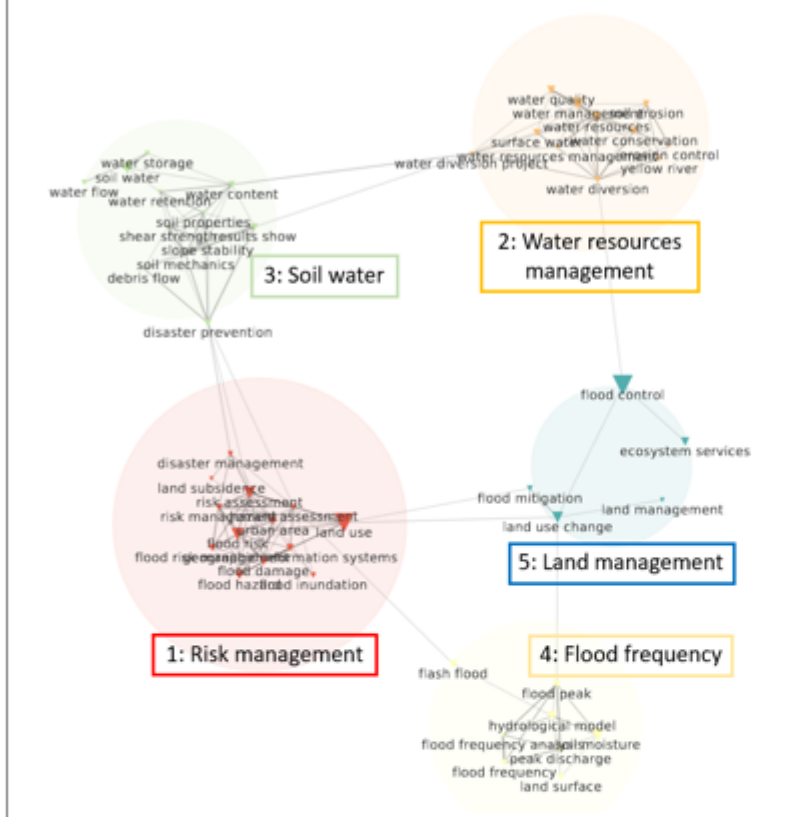 water quality
water management
soil erosion
water resources
surface water
water conservation
water diversion project
water resources management
erosion control
yellow river
water diversion
2: Water resources
management
water storage
soil water
water flow
water content
water retention
soil properties
shear strength
results show
slope stability
soil mechanics
debris flow
3: Soil water
disaster prevention
flood control
ecosystem services
flood mitigation
land management
land use change
5: Land management
disaster management
land subsidence
risk assessment
risk management
hazard assessment
urban area
land use
flood risk
flood risk management
geographic information systems
flood damage
flood hazard
flood inundation
1: Risk management
4: Flood frequency
flash flood
flood peak
hydrological model
flood frequency analysis
soil moisture
peak discharge
flood frequency
land surface